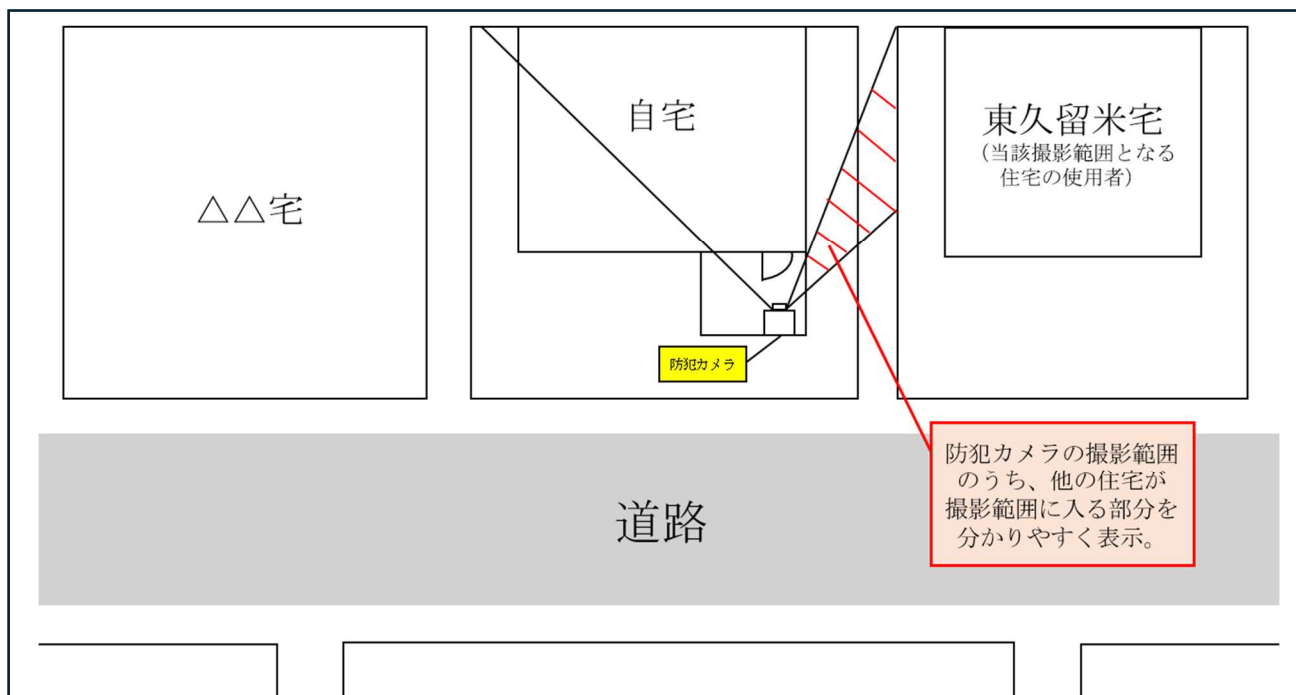 自宅
東久留米宅
(当該撮影範囲となる
住宅の使用者)
△△宅
防犯カメラ
防犯カメラの撮影範囲
のうち、他の住宅が
撮影範囲に入る部分を
分かりやすく表示。
道路